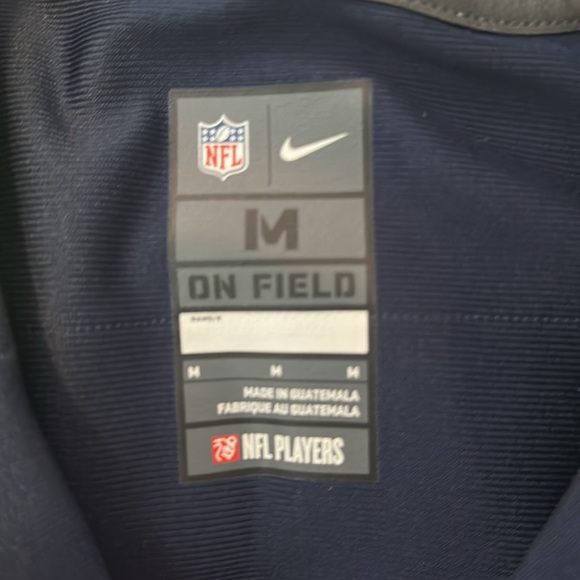 NFL
M
ON FIELD
M M M
MADE IN GUATEMALA
FABRIQUE AU GUATEMALA
NFL PLAYERS